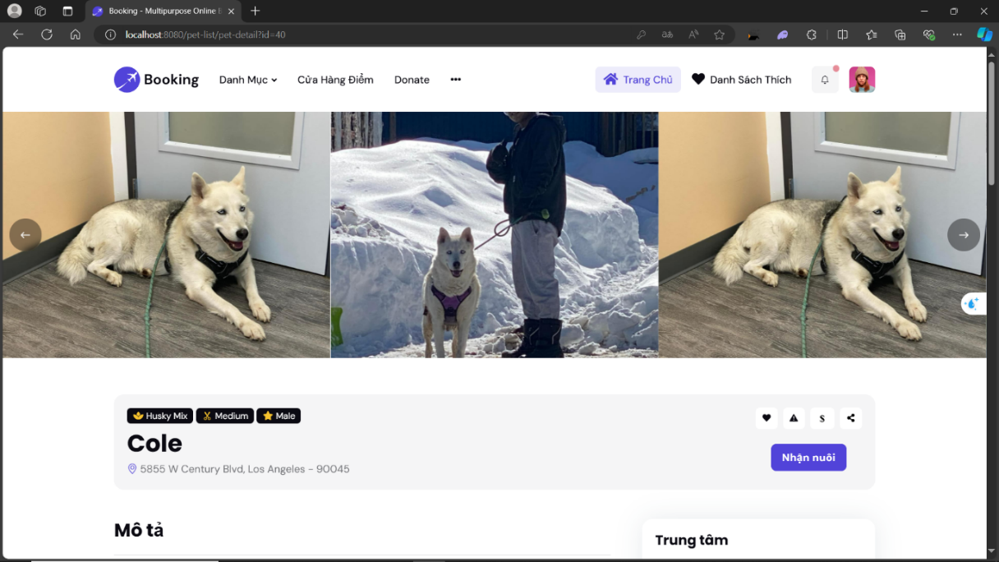 Booking - Multipurpose Online B
localhost:8080/pet-list/pet-detail?id=40
Booking
Danh Mục
Cửa Hàng Điểm
Donate
•••
Trang Chủ
Danh Sách Thích
Husky Mix
Medium
Male
Cole
5855 W Century Blvd, Los Angeles - 90045
$
Nhận nuôi
Mô tả
Trung tâm